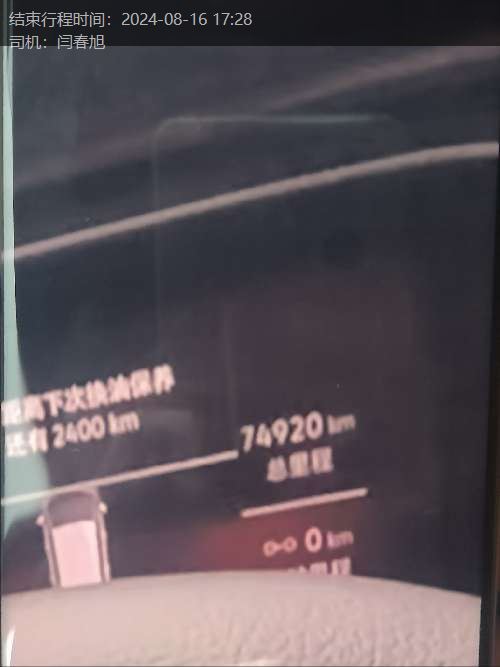 结束行程时间：2024-08-16 17:28
司机：闫春旭
距离下次换油保养
还有 2400 km
74920 km
总里程
0 km